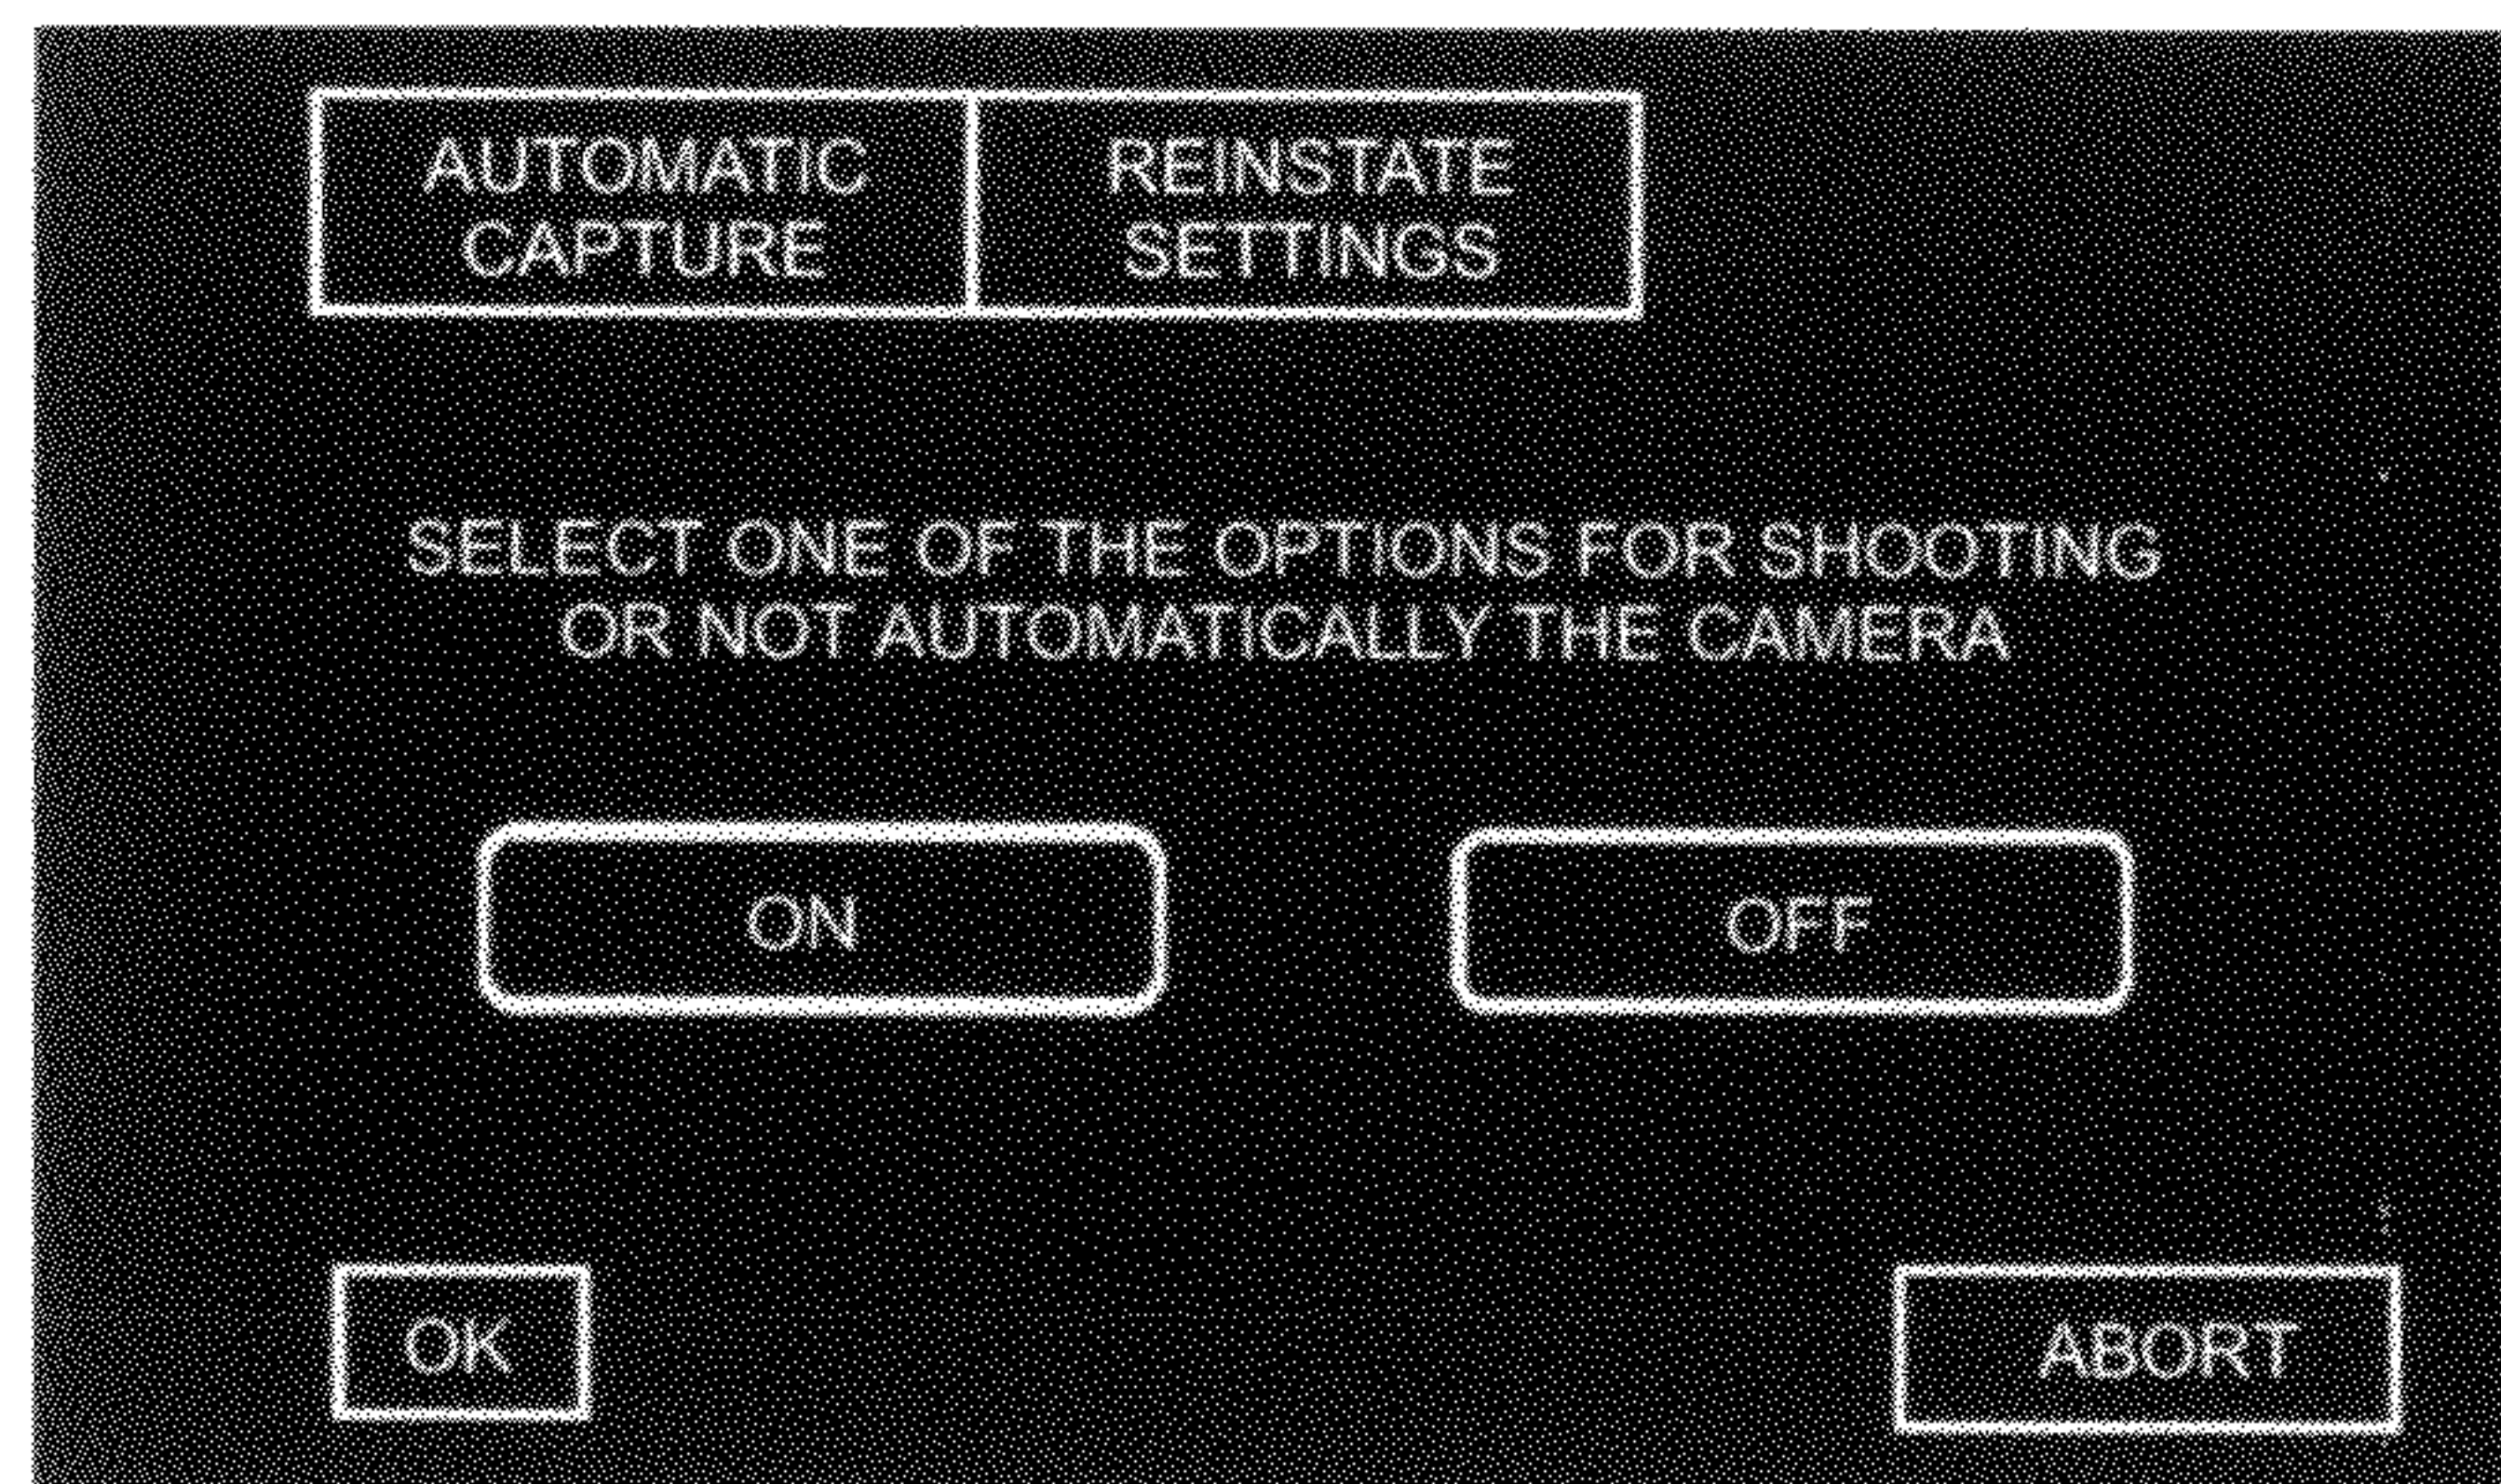 AUTOMATIC
CAPTURE
REINSTATE
SETTINGS
SELECT ONE OF THE OPTIONS FOR SHOOTING
OR NOT AUTOMATICALLY THE CAMERA
ON
OFF
OK
ABORT